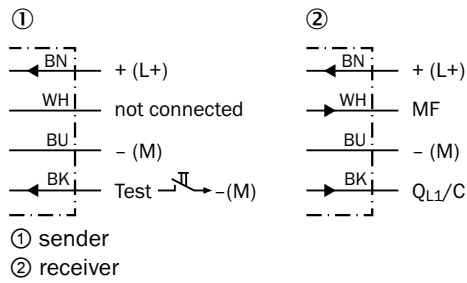 ①
BN + (L+)
WH not connected
BU – (M)
BK Test –(M)
②
BN + (L+)
WH MF
BU – (M)
BK QL1/C
① sender
② receiver